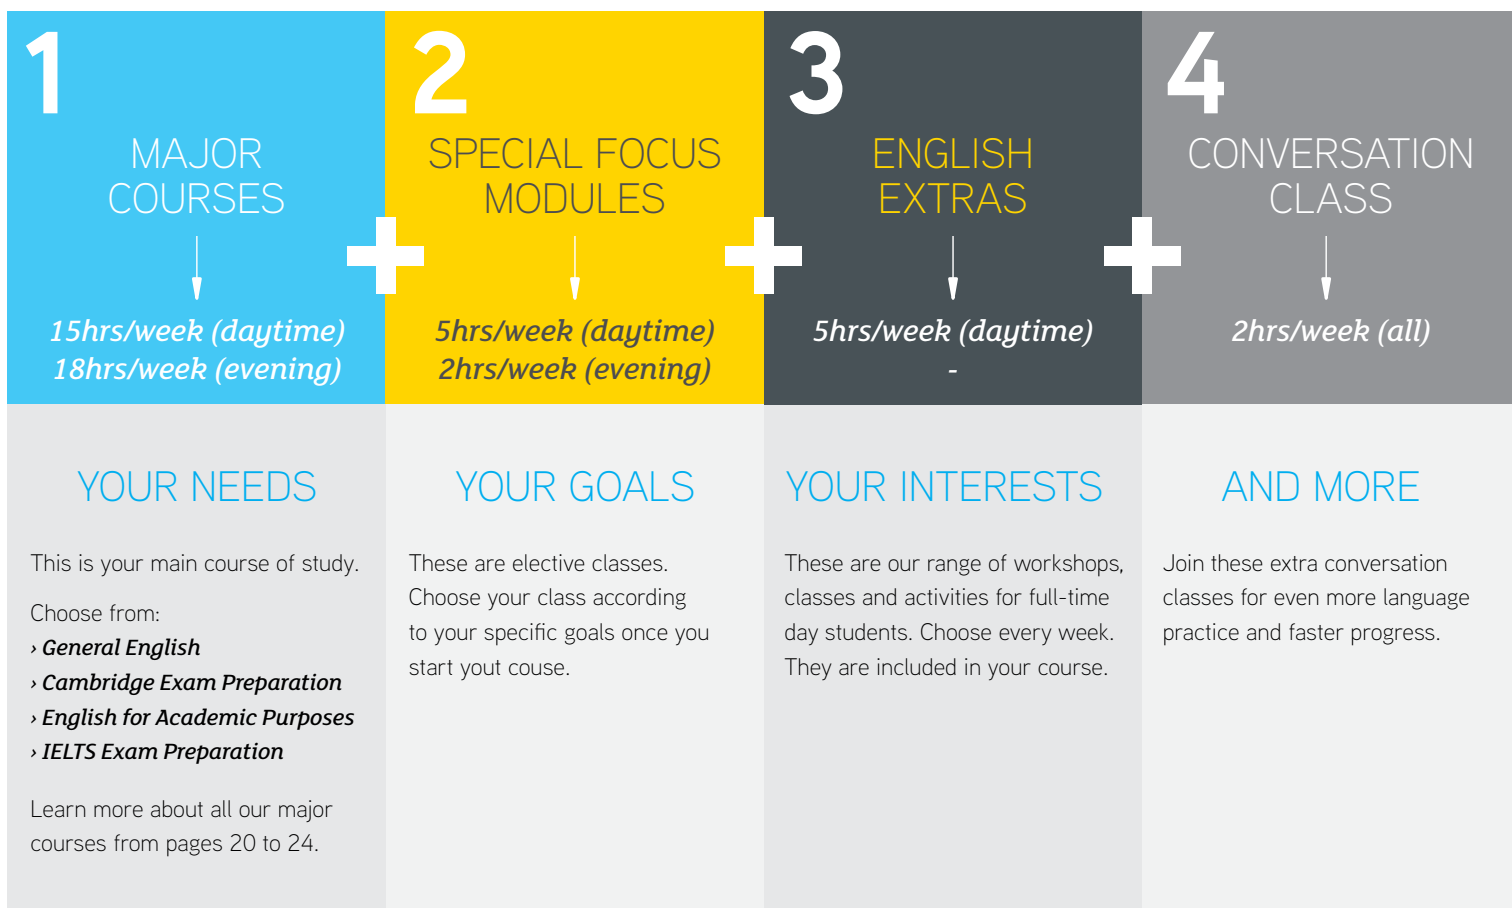 1
MAJOR
COURSES
15hrs/week (daytime)
18hrs/week (evening)
YOUR NEEDS
This is your main course of study.
Choose from:
› General English
› Cambridge Exam Preparation
› English for Academic Purposes
› IELTS Exam Preparation
Learn more about all our major
courses from pages 20 to 24.
+
2
SPECIAL FOCUS
MODULES
5hrs/week (daytime)
2hrs/week (evening)
YOUR GOALS
These are elective classes.
Choose your class according
to your specific goals once you
start yout couse.
+
3
ENGLISH
EXTRAS
5hrs/week (daytime)
-
YOUR INTERESTS
These are our range of workshops,
classes and activities for full-time
day students. Choose every week.
They are included in your course.
+
4
CONVERSATION
CLASS
2hrs/week (all)
AND MORE
Join these extra conversation
classes for even more language
practice and faster progress.